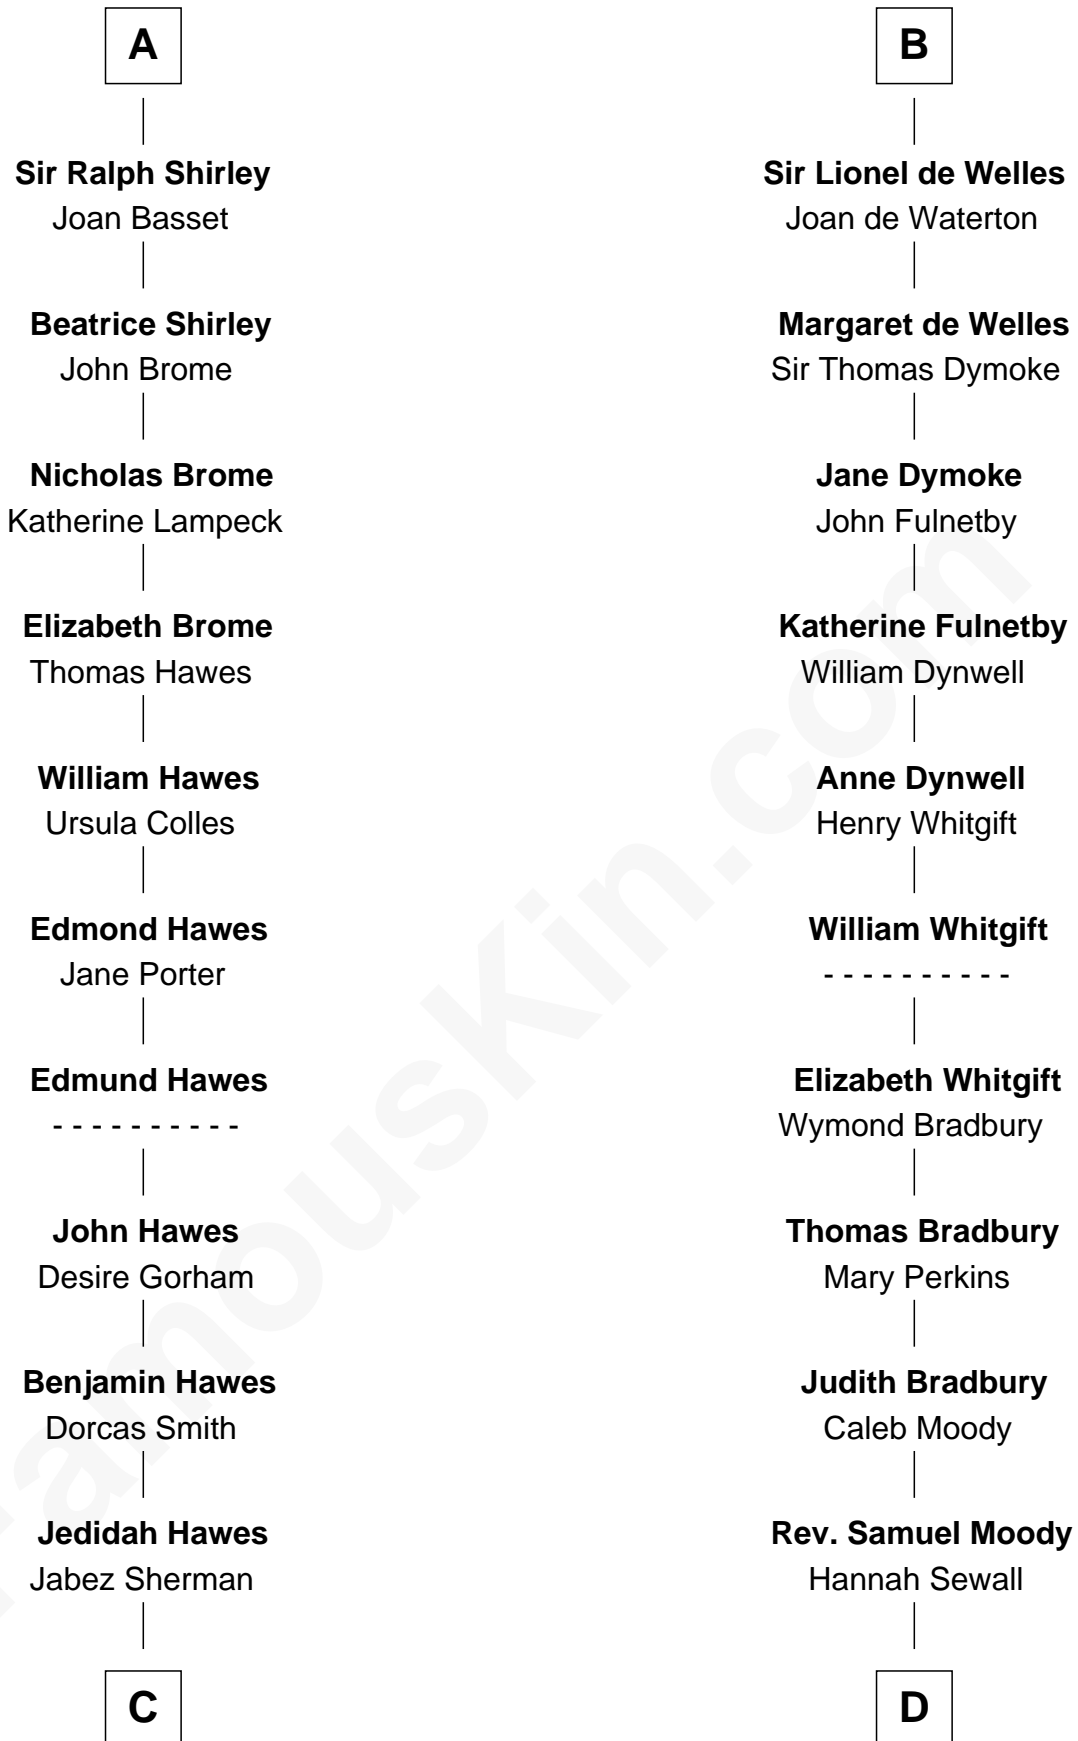 A
Sir Ralph Shirley
Joan Basset
Beatrice Shirley
John Brome
Nicholas Brome
Katherine Lampeck
Elizabeth Brome
Thomas Hawes
William Hawes
Ursula Colles
Edmond Hawes
Jane Porter
Edmund Hawes
- - - - - - - - - -
John Hawes
Desire Gorham
Benjamin Hawes
Dorcas Smith
Jedidah Hawes
Jabez Sherman
C
B
Sir Lionel de Welles
Joan de Waterton
Margaret de Welles
Sir Thomas Dymoke
Jane Dymoke
John Fulnetby
Katherine Fulnetby
William Dynwell
Anne Dynwell
Henry Whitgift
William Whitgift
- - - - - - - - - -
Elizabeth Whitgift
Wymond Bradbury
Thomas Bradbury
Mary Perkins
Judith Bradbury
Caleb Moody
Rev. Samuel Moody
Hannah Sewall
D
FamousKin.com